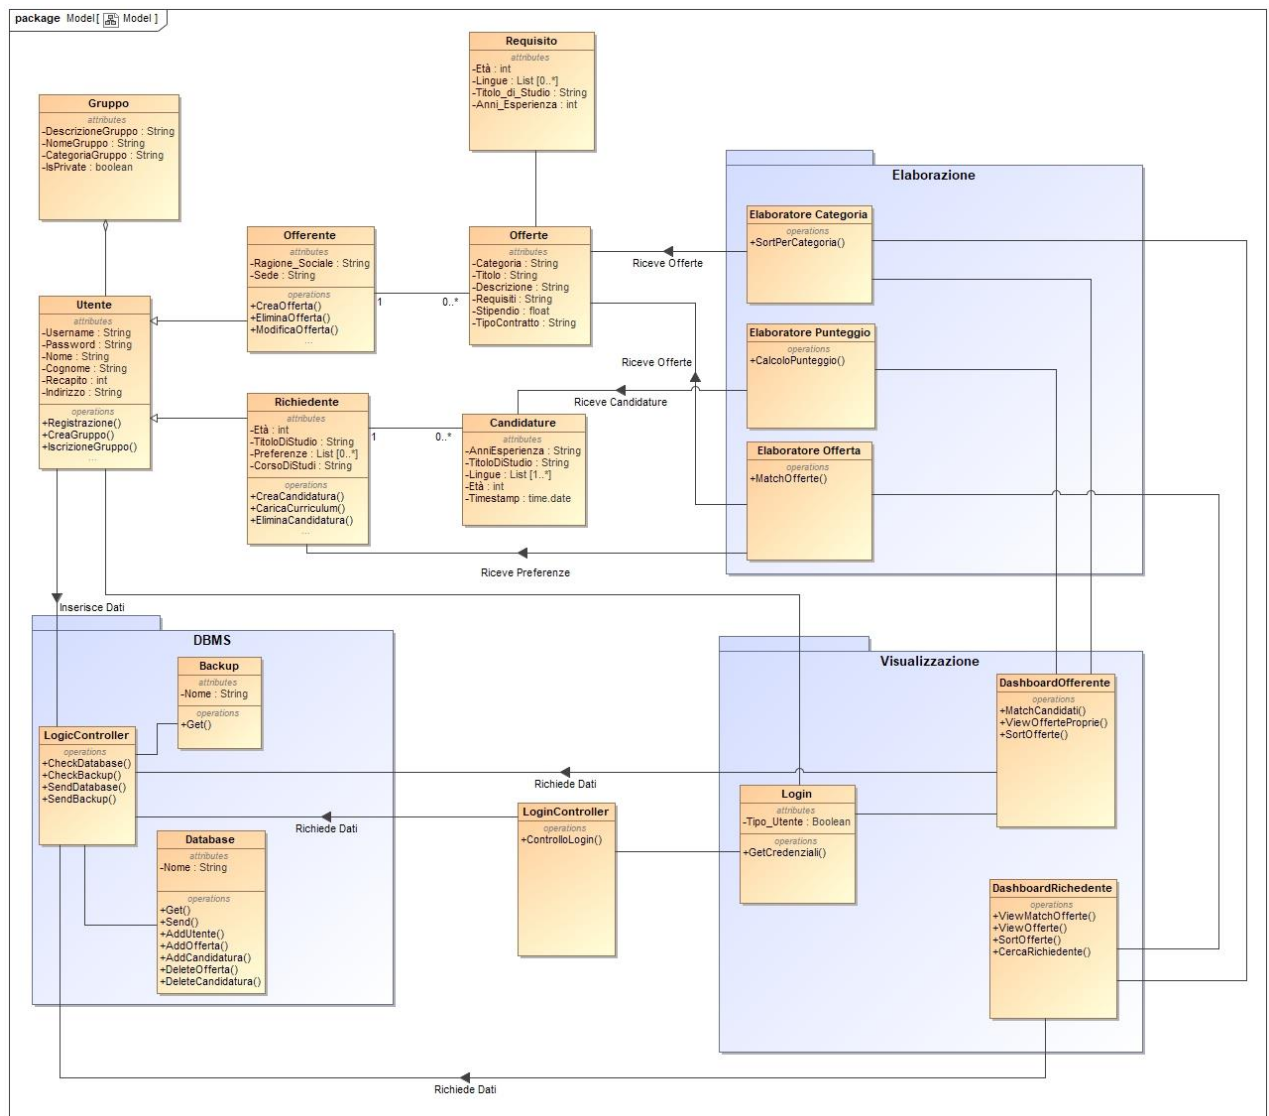 package Model[ Model ]
Requisito
attributes
-Età : int
-Lingue : List [0..*]
-Titolo_di_Studio : String
-Anni_Esperienza : int
Gruppo
attributes
-DescrizioneGruppo : String
-NomeGruppo : String
-CategoriaGruppo : String
-IsPrivate : boolean
Elaborazione
Elaboratore Categoria
operations
+SortPerCategoria()
Offerente
attributes
-Ragione_Sociale : String
-Sede : String
operations
+CreaOfferta()
+EliminaOfferta()
+ModificaOfferta()
...
1
0..*
Offerte
attributes
-Categoria : String
-Titolo : String
-Descrizione : String
-Requisiti : String
-Stipendio : float
-TipoContratto : String
Riceve Offerte
Utente
attributes
-Username : String
-Password : String
-Nome : String
-Cognome : String
-Recapito : int
-Indirizzo : String
operations
+Registrazione()
+CreaGruppo()
+IscrizioneGruppo()
...
Elaboratore Punteggio
operations
+CalcoloPunteggio()
Riceve Offerte
Riceve Candidature
Richiedente
attributes
-Età : int
-TitoloDiStudio : String
-Preferenze : List [0..*]
-CorsoDiStudi : String
operations
+CreaCandidatura()
+CaricaCurriculum()
+EliminaCandidatura()
...
1
0..*
Candidature
attributes
-AnniEsperienza : String
-TitoloDiStudio : String
-Lingue : List [1..*]
-Età : int
-Timestamp : time.date
Elaboratore Offerta
operations
+MatchOfferte()
Riceve Preferenze
Inserisce Dati
DBMS
Backup
attributes
-Nome : String
operations
+Get()
LogicController
operations
+CheckDatabase()
+CheckBackup()
+SendDatabase()
+SendBackup()
Database
attributes
-Nome : String
operations
+Get()
+Send()
+AddUtente()
+AddOfferta()
+AddCandidatura()
+DeleteOfferta()
+DeleteCandidatura()
Richiede Dati
Richiede Dati
LoginController
operations
+ControlloLogin()
Visualizzazione
DashboardOfferente
operations
+MatchCandidati()
+ViewOfferteProprie()
+SortOfferte()
Login
attributes
-Tipo_Utente : Boolean
operations
+GetCredenziali()
DashboardRichedente
operations
+ViewMatchOfferte()
+ViewOfferte()
+SortOfferte()
+CercaRichiedente()
Richiede Dati